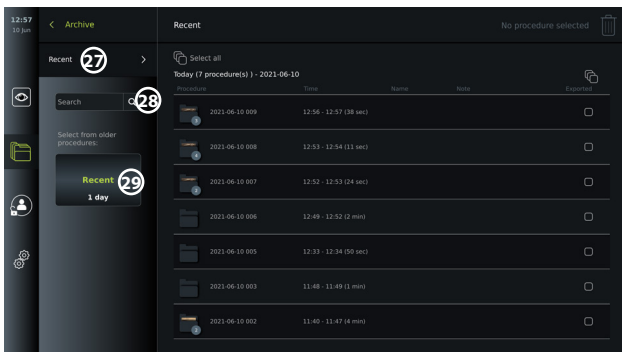 12:57
10 Jun
Archive
Recent
No procedure selected
Recent
27
Search
28
Select from older
procedures:
Recent
29
1 day
Select all
Today (7 procedure(s) ) - 2021-06-10
Procedure Time Name Note Exported
2021-06-10 009 12:56 - 12:57 (38 sec)
2021-06-10 008 12:53 - 12:54 (11 sec)
2021-06-10 007 12:52 - 12:53 (24 sec)
2021-06-10 006 12:49 - 12:52 (2 min)
2021-06-10 005 12:33 - 12:34 (50 sec)
2021-06-10 003 11:48 - 11:49 (1 min)
2021-06-10 002 11:40 - 11:47 (4 min)